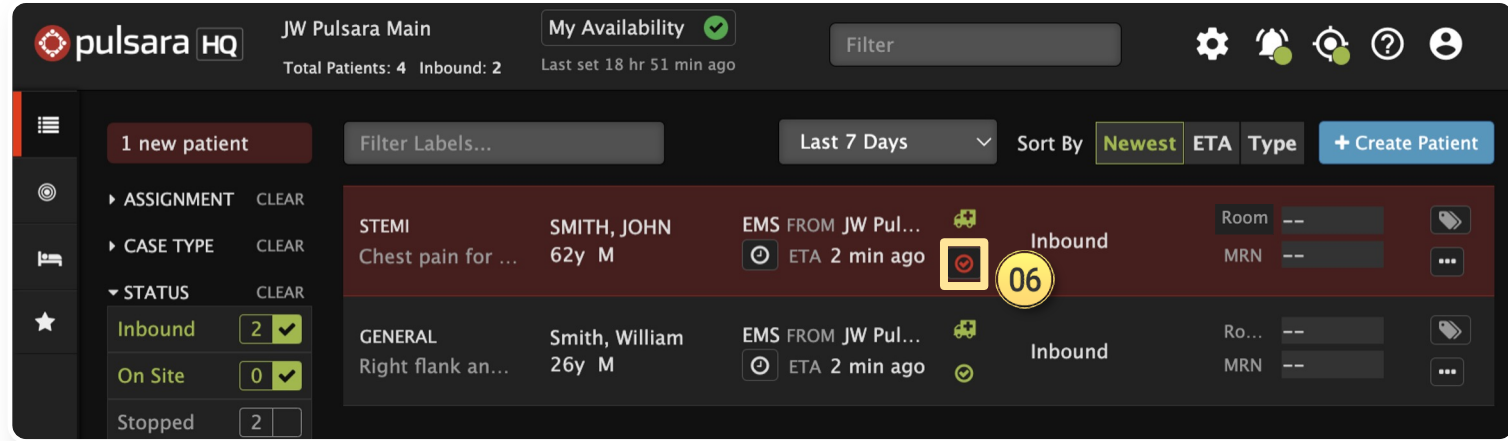 pulsara HQ
JW Pulsara Main
Total Patients: 4 Inbound: 2
My Availability
Last set 18 hr 51 min ago
Filter
1 new patient
Filter Labels...
Last 7 Days
Sort By Newest ETA Type
+ Create Patient
ASSIGNMENT CLEAR
CASE TYPE CLEAR
STATUS CLEAR
Inbound 2
On Site 0
Stopped 2
STEMI
Chest pain for ...
SMITH, JOHN
62y M
EMS FROM JW Pul...
ETA 2 min ago
06
Inbound
Room --
MRN --
GENERAL
Right flank an...
Smith, William
26y M
EMS FROM JW Pul...
ETA 2 min ago
Inbound
Ro... --
MRN --